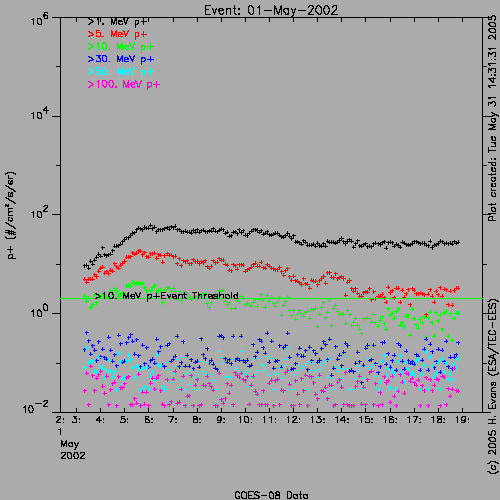 Event: 01-May-2002
10^6
>1. MeV p+
>5. MeV p+
>10. MeV p+
>30. MeV p+
>50. MeV p+
>100. MeV p+
10^4
10^2
10^0
10^-2
p+ (#/cm²/s/sr)
>10. MeV p+Event Threshold
2: 3: 4: 5: 6: 7: 8: 9: 10: 11: 12: 13: 14: 15: 16: 17: 18: 19:
1
May
2002
GOES-08 Data
Plot created: Tue May 31 14:31:31 2005
(c) 2005 H. Evans (ESA/TEC-EES)